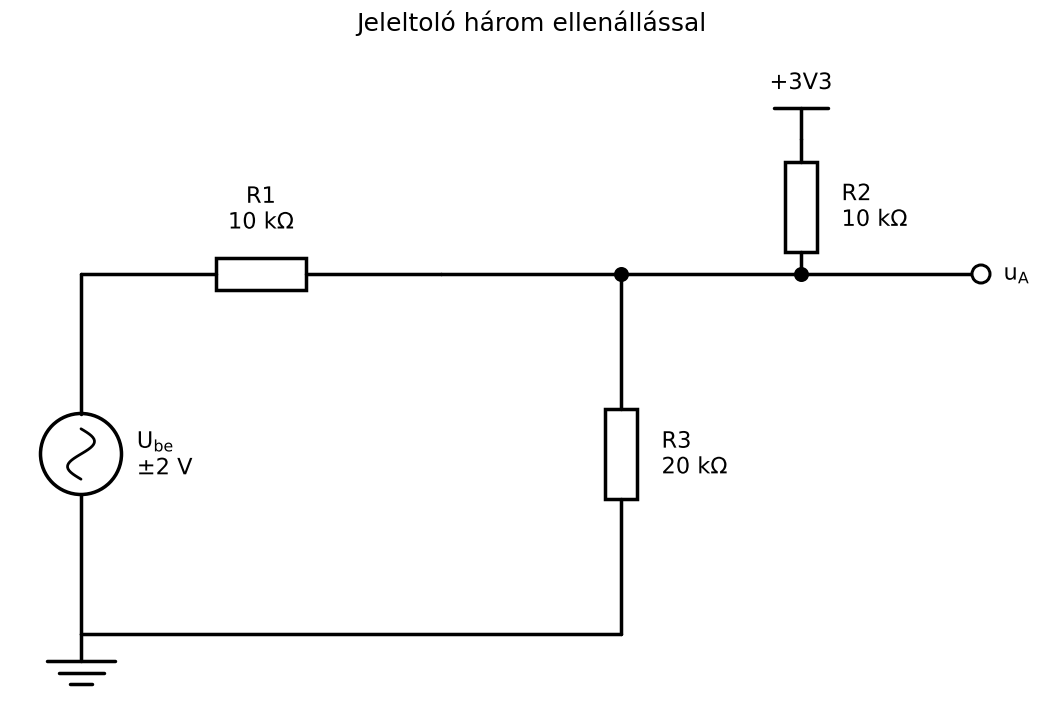 Jeleltoló három ellenállással
+3V3
R1
10 kΩ
R2
10 kΩ
uA
Ube
±2 V
R3
20 kΩ